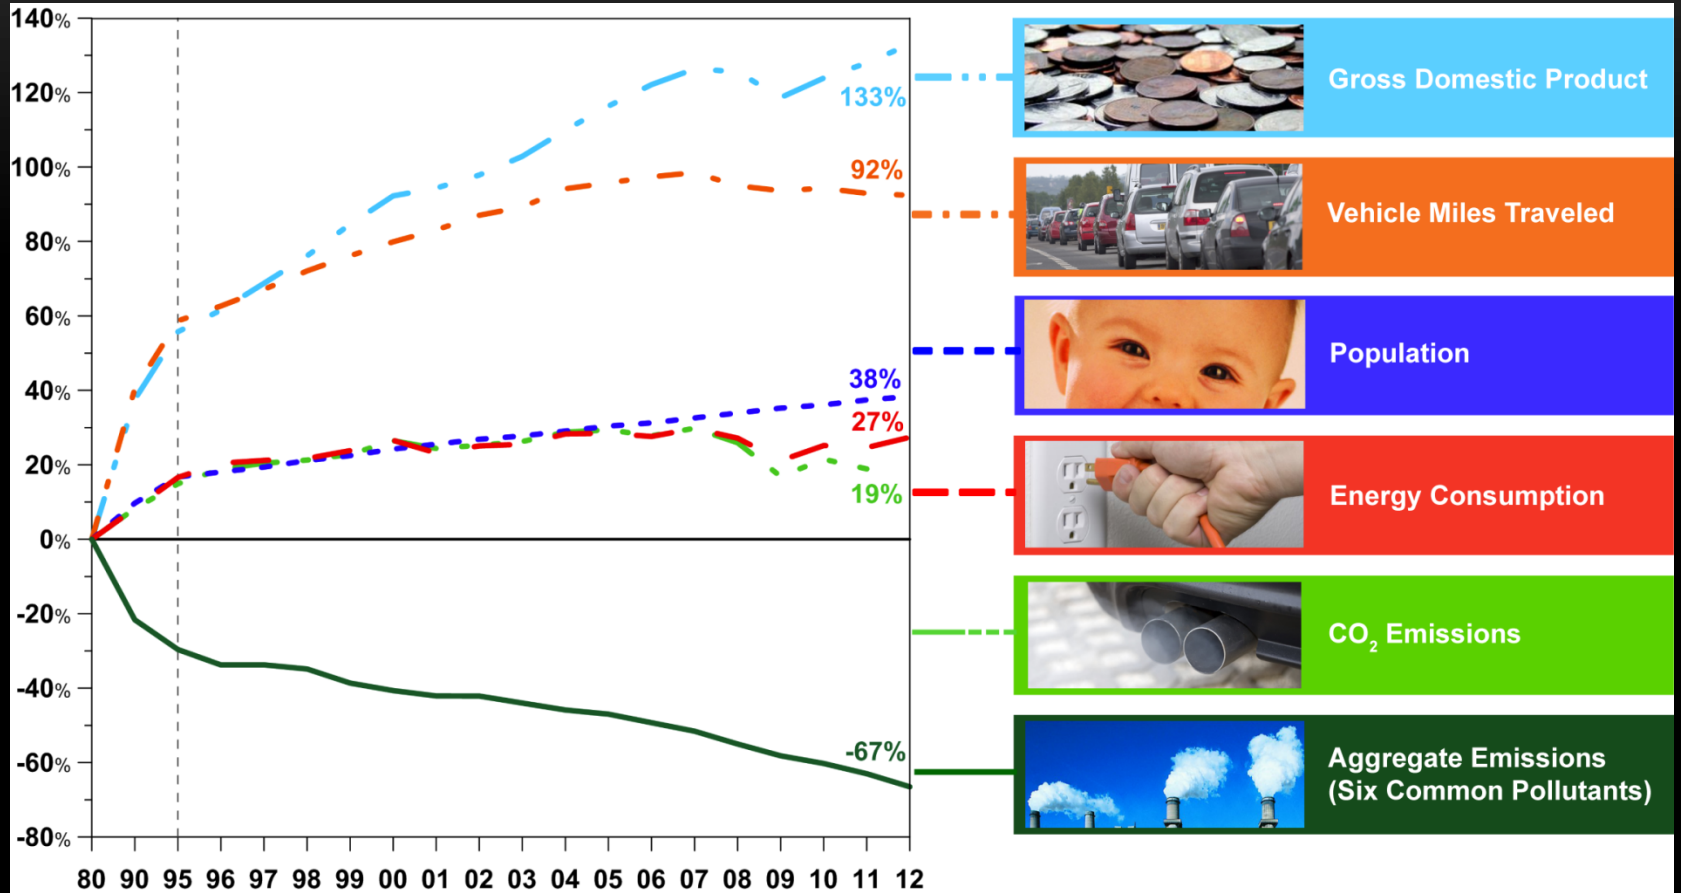 140%
120%
100%
80%
60%
40%
20%
0%
-20%
-40%
-60%
-80%
80 90 95 96 97 98 99 00 01 02 03 04 05 06 07 08 09 10 11 12
133%
92%
38%
27%
19%
-67%
Gross Domestic Product
Vehicle Miles Traveled
Population
Energy Consumption
CO₂ Emissions
Aggregate Emissions
(Six Common Pollutants)